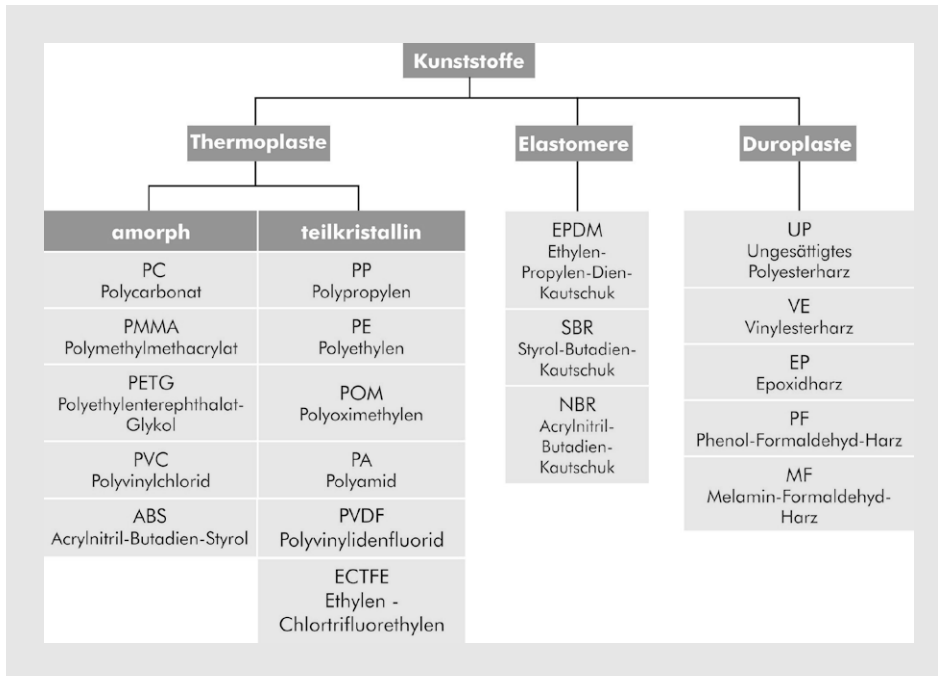 Kunststoffe
Thermoplaste
Elastomere
Duroplaste
amorph
teilkristallin
PC
Polycarbonat
PMMA
Polymethylmethacrylat
PETG
Polyethylenterephthalat-
Glykol
PVC
Polyvinylchlorid
ABS
Acrylnitril-Butadien-Styrol
PP
Polypropylen
PE
Polyethylen
POM
Polyoximethylen
PA
Polyamid
PVDF
Polyvinylidenfluorid
ECTFE
Ethylen -
Chlortrifluorethylen
EPDM
Ethylen-
Propylen-Dien-
Kautschuk
SBR
Styrol-Butadien-
Kautschuk
NBR
Acrylnitril-
Butadien-
Kautschuk
UP
Ungesättigtes
Polyesterharz
VE
Vinylesterharz
EP
Epoxidharz
PF
Phenol-Formaldehyd-Harz
MF
Melamin-Formaldehyd-
Harz